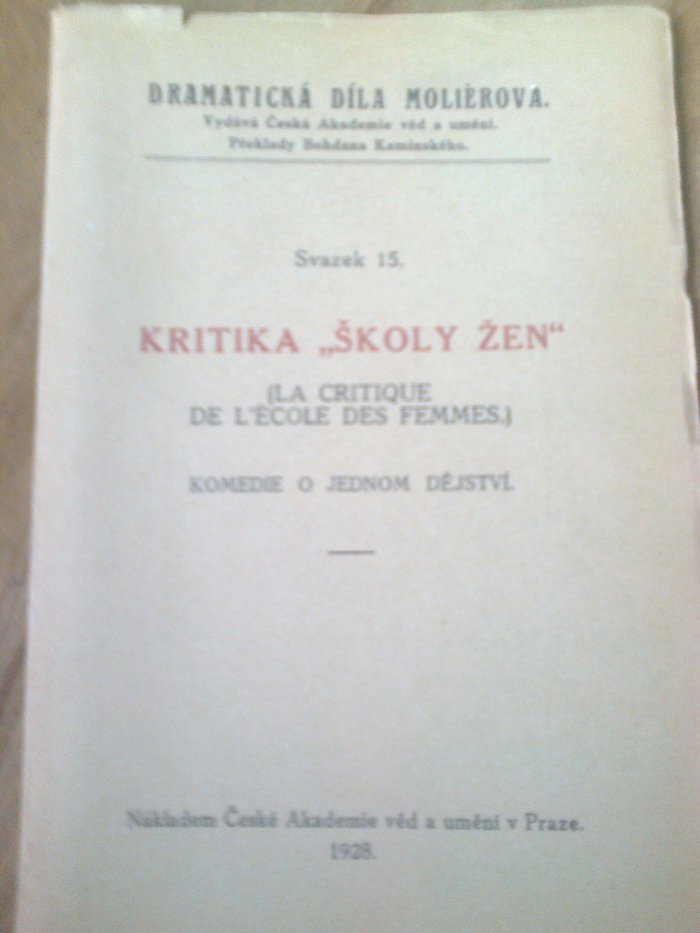 DRAMATICKÁ DÍLA MOLIÈROVA.
Vydává Česká Akademie věd a umění.
Překlady Bohdana Kaminského.
Svazek 15.
KRITIKA „ŠKOLY ŽEN“
(LA CRITIQUE
DE L'ÉCOLE DES FEMMES.)
KOMEDIE O JEDNOM DĚJSTVÍ.
Nákladem České Akademie věd a umění v Praze.
1928.